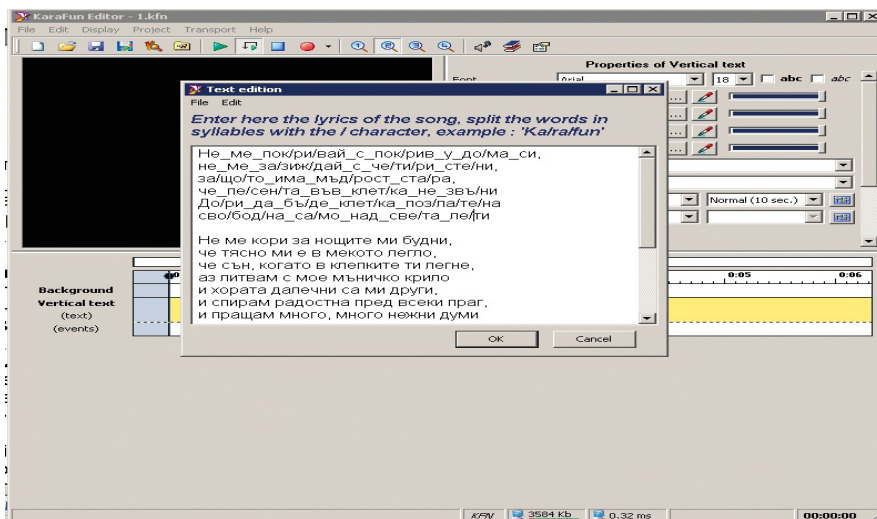 KaraFun Editor - 1.kfn
File Edit Display Project Transport Help
Properties of Vertical text
Font Arial 18 abc abc
Text edition
File Edit
Enter here the lyrics of the song, split the words in
syllables with the / character, example : 'Ka/ra/fun'
Не_ме_пок/ри/вай_с_пок/рив_у_до/ма_си,
не_ме_за/зиж/дай_с_че/ти/ри_сте/ни,
за/що/то_има_мъд/рост_ста/ра,
че_пе/сен/та_във_клет/ка_не_звъ/ни
До/ри_да_бъ/де_клет/ка_поз/ла/те/на
сво/бод/на_са/мо_над_све/та_ле/ти
Не ме кори за нощите ми будни,
че тясно ми е в мекото легло,
че сън, когато в клепките ти легне,
аз литвам с мое мъничко крило
и хората далечни са ми други,
и спирам радостна пред всеки праг,
и пращам много, много нежни думи
OK Cancel
Normal (10 sec.)
0:05 0:06
Background
Vertical text
(text)
(events)
KFN 3584 Kb 0.32 ms 00:00:00